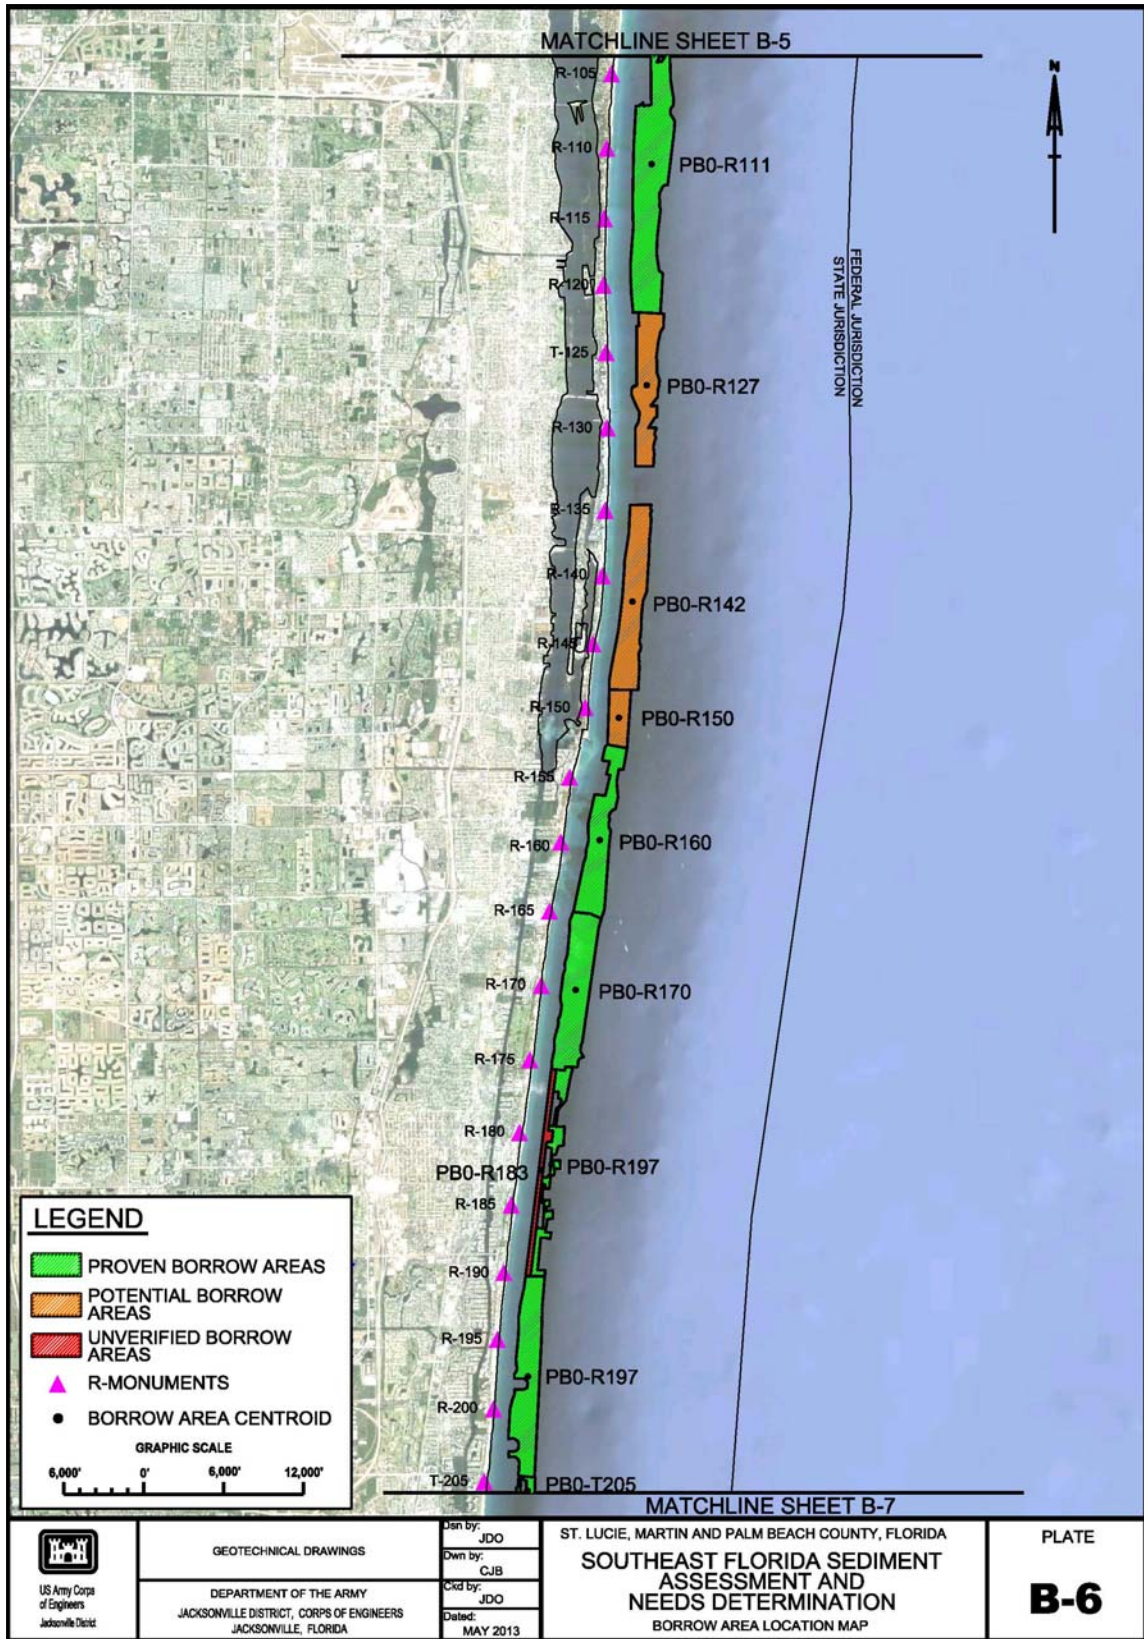 MATCHLINE SHEET B-5
N
R-105
R-110
PB0-R111
R-115
FEDERAL JURISDICTION
STATE JURISDICTION
R-120
T-125
PB0-R127
R-130
R-135
R-140
PB0-R142
R-145
R-150
PB0-R150
R-155
R-160
PB0-R160
R-165
R-170
PB0-R170
R-175
R-180
PB0-R183
PB0-R197
R-185
R-190
R-195
PB0-R197
R-200
T-205
PB0-T205
MATCHLINE SHEET B-7
LEGEND
PROVEN BORROW AREAS
POTENTIAL BORROW
AREAS
UNVERIFIED BORROW
AREAS
R-MONUMENTS
BORROW AREA CENTROID
GRAPHIC SCALE
6,000' 0' 6,000' 12,000'
US Army Corps
of Engineers
Jacksonville District
GEOTECHNICAL DRAWINGS
DEPARTMENT OF THE ARMY
JACKSONVILLE DISTRICT, CORPS OF ENGINEERS
JACKSONVILLE, FLORIDA
Dsn by:
JDO
Dwn by:
CJB
Ckd by:
JDO
Dated:
MAY 2013
ST. LUCIE, MARTIN AND PALM BEACH COUNTY, FLORIDA
SOUTHEAST FLORIDA SEDIMENT
ASSESSMENT AND
NEEDS DETERMINATION
BORROW AREA LOCATION MAP
PLATE
B-6